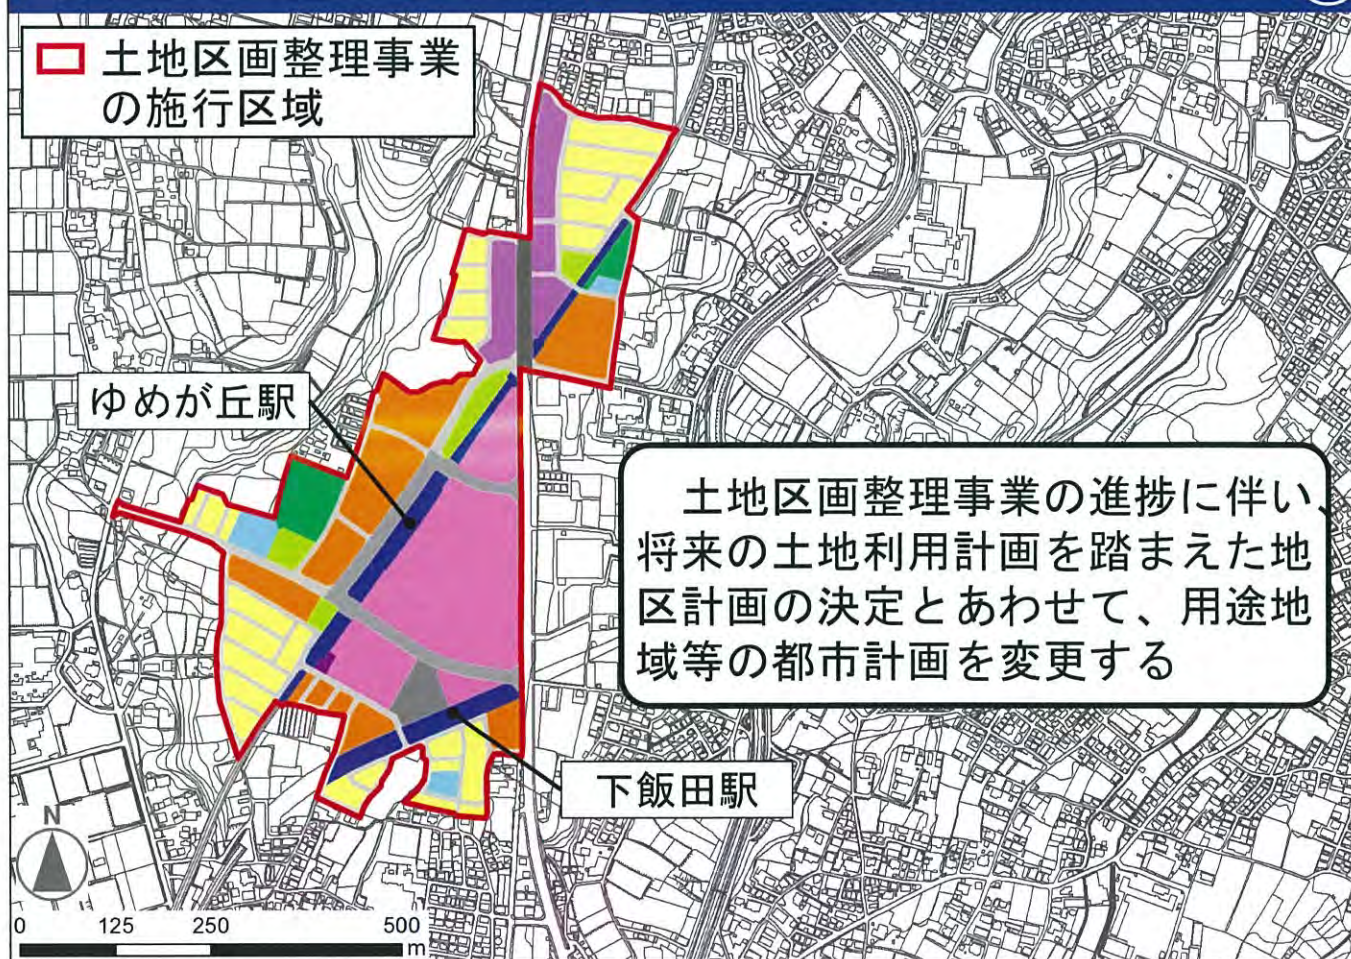 土地区画整理事業
の施行区域
ゆめが丘駅
土地区画整理事業の進捗に伴い、
将来の土地利用計画を踏まえた地
区計画の決定とあわせて、用途地
域等の都市計画を変更する
下飯田駅
N
0 125 250 500
m